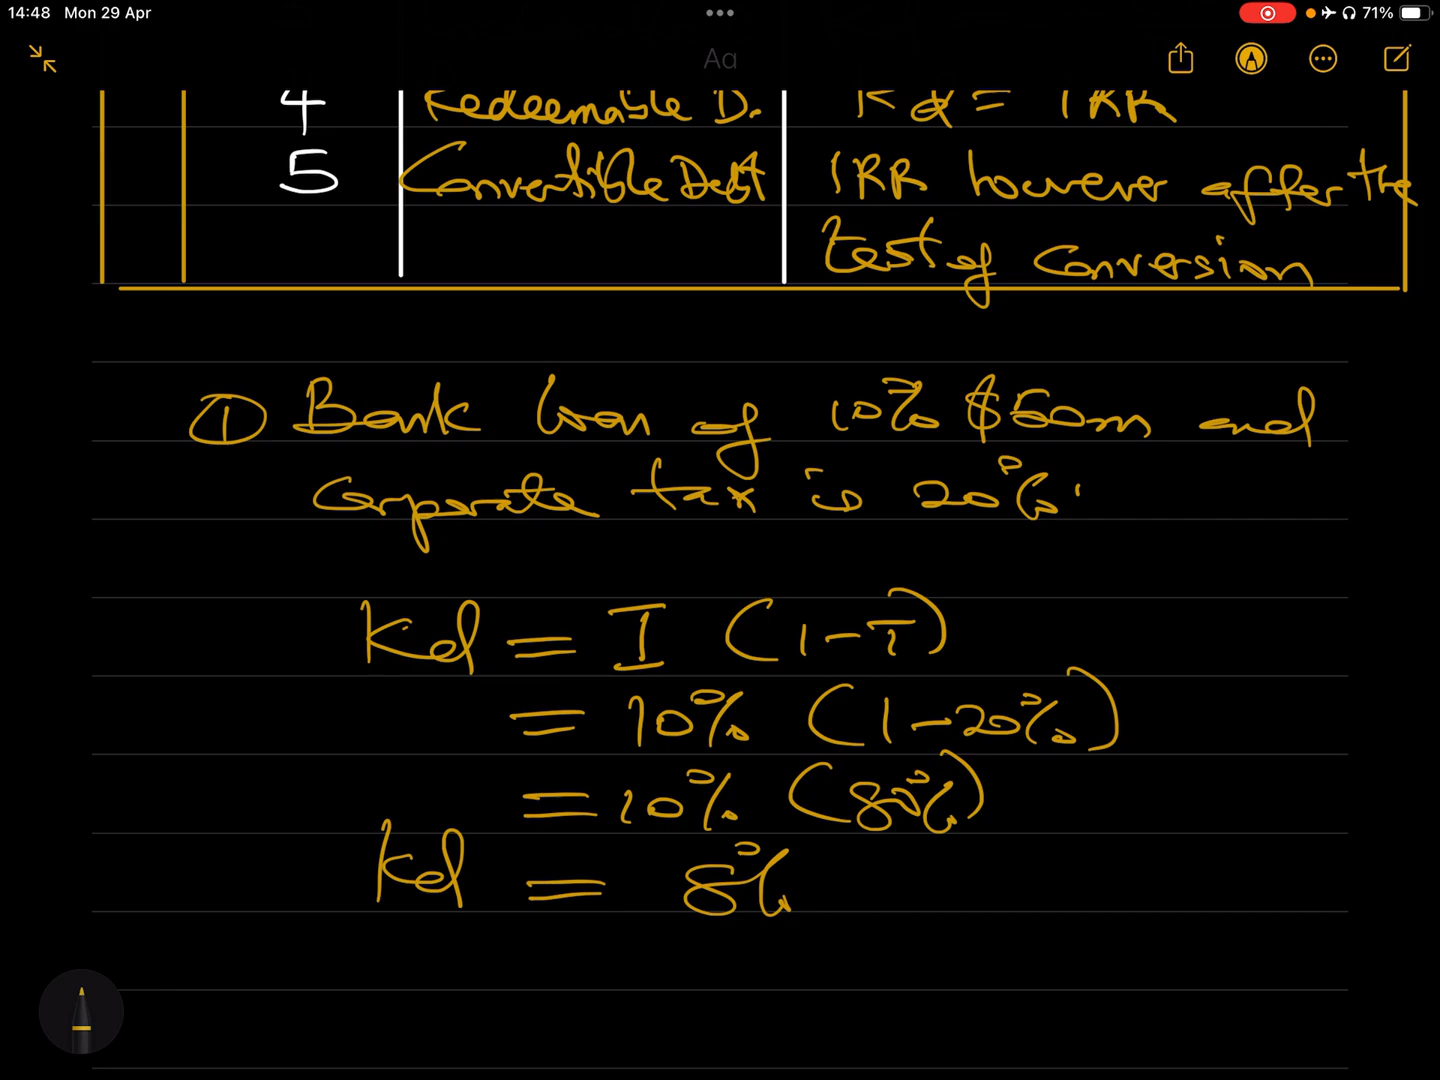 14:48 Mon 29 Apr 71%
Aa
4 Redeemable D. Kd = IRR
5 Convertible Debt IRR however after the
test of conversion
① Bank loan of 10% $50m and
corporate tax is 20%.
Kd = I (1-T)
= 10% (1-20%)
= 10% (80%)
Kd = 8%